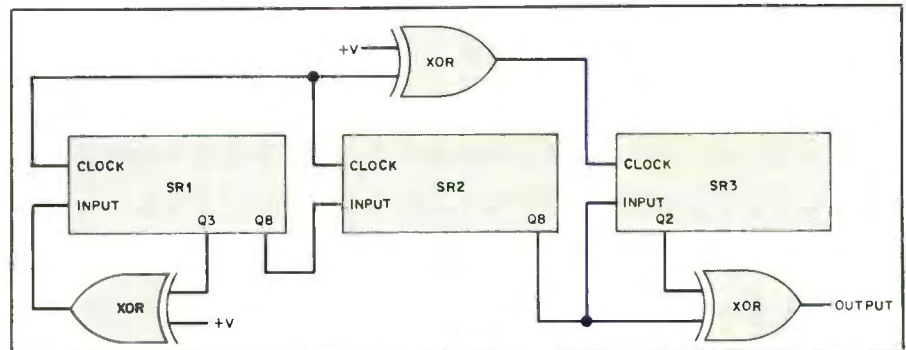 +V
XOR
CLOCK
SR1
INPUT
Q3
Q8
CLOCK
SR2
INPUT
Q8
CLOCK
SR3
INPUT
Q2
XOR
+V
XOR
OUTPUT